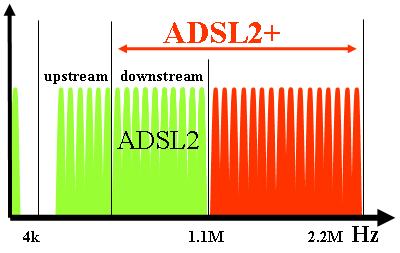 ADSL2+
upstream downstream
ADSL2
4k 1.1M 2.2M Hz